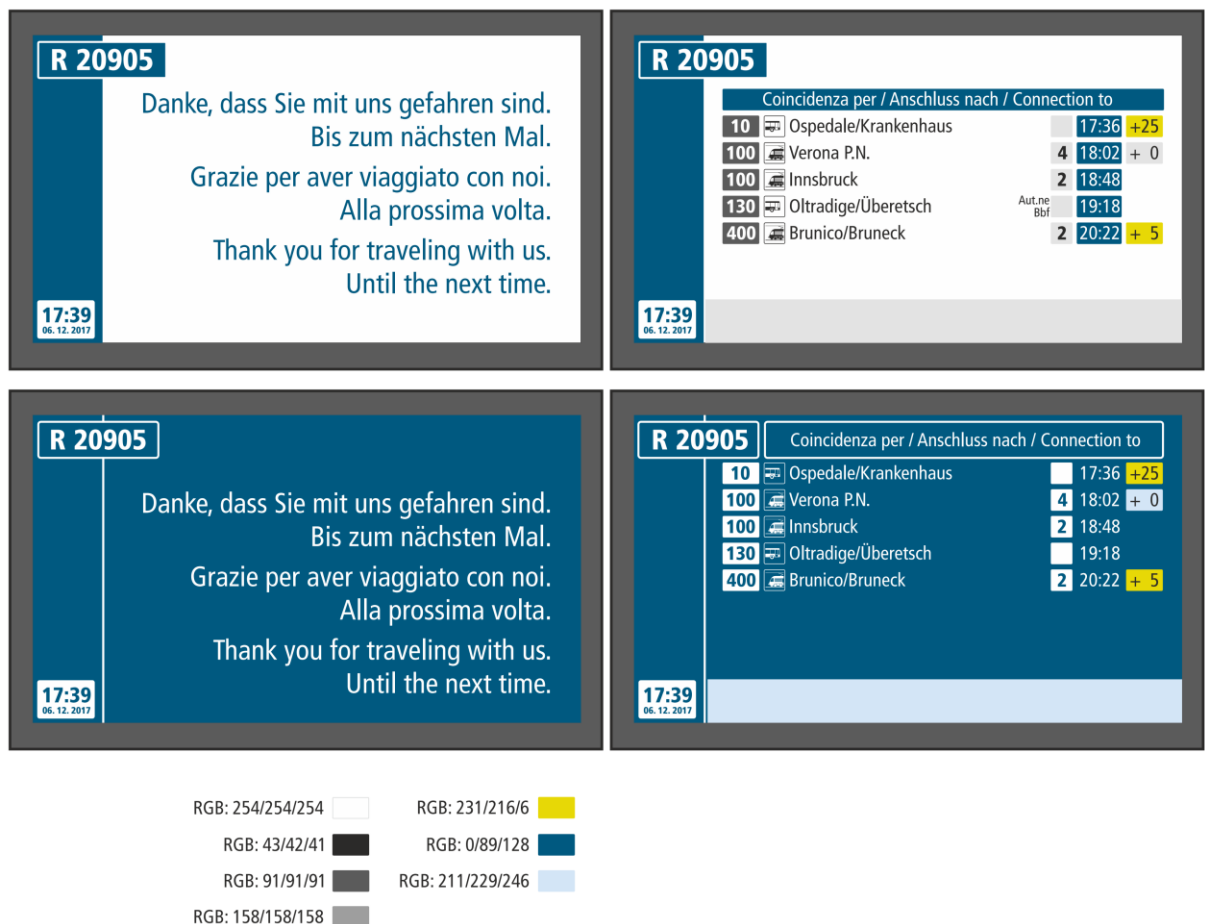 R 20905
Danke, dass Sie mit uns gefahren sind.
Bis zum nächsten Mal.
Grazie per aver viaggiato con noi.
Alla prossima volta.
Thank you for traveling with us.
Until the next time.
17:39
06. 12. 2017
R 20905
Coincidenza per / Anschluss nach / Connection to
10 Ospedale/Krankenhaus 17:36 +25
100 Verona P.N. 4 18:02 + 0
100 Innsbruck 2 18:48
130 Oltradige/Überetsch Aut.ne Bbf 19:18
400 Brunico/Bruneck 2 20:22 + 5
17:39
06. 12. 2017
R 20905
Danke, dass Sie mit uns gefahren sind.
Bis zum nächsten Mal.
Grazie per aver viaggiato con noi.
Alla prossima volta.
Thank you for traveling with us.
Until the next time.
17:39
06. 12. 2017
R 20905
Coincidenza per / Anschluss nach / Connection to
10 Ospedale/Krankenhaus 17:36 +25
100 Verona P.N. 4 18:02 + 0
100 Innsbruck 2 18:48
130 Oltradige/Überetsch 19:18
400 Brunico/Bruneck 2 20:22 + 5
17:39
06. 12. 2017
RGB: 254/254/254
RGB: 231/216/6
RGB: 43/42/41
RGB: 0/89/128
RGB: 91/91/91
RGB: 211/229/246
RGB: 158/158/158